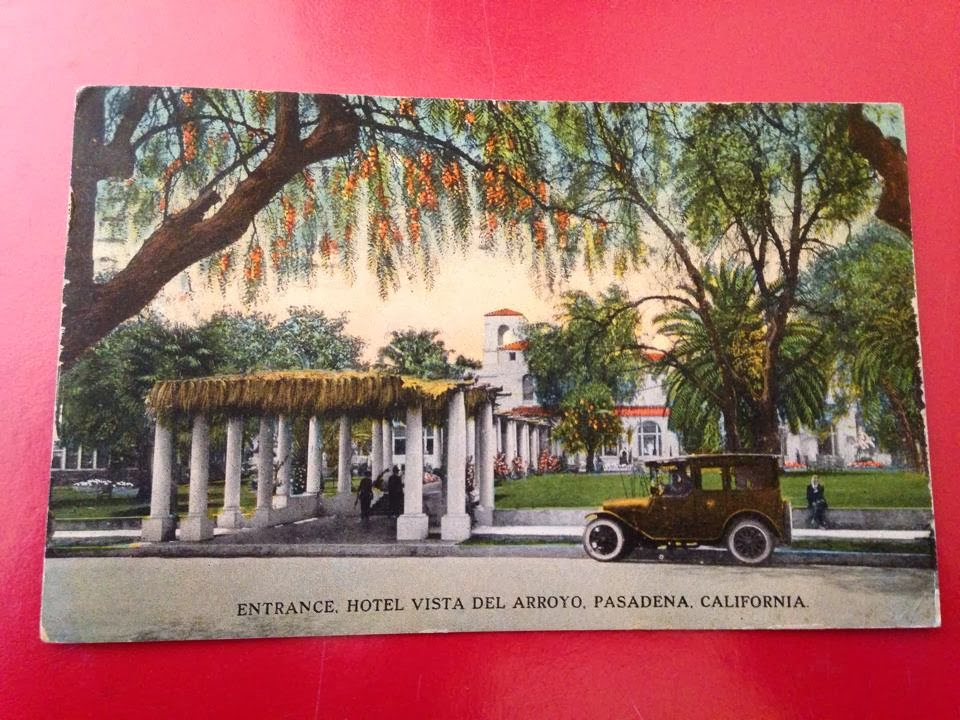 ENTRANCE, HOTEL VISTA DEL ARROYO, PASADENA, CALIFORNIA.